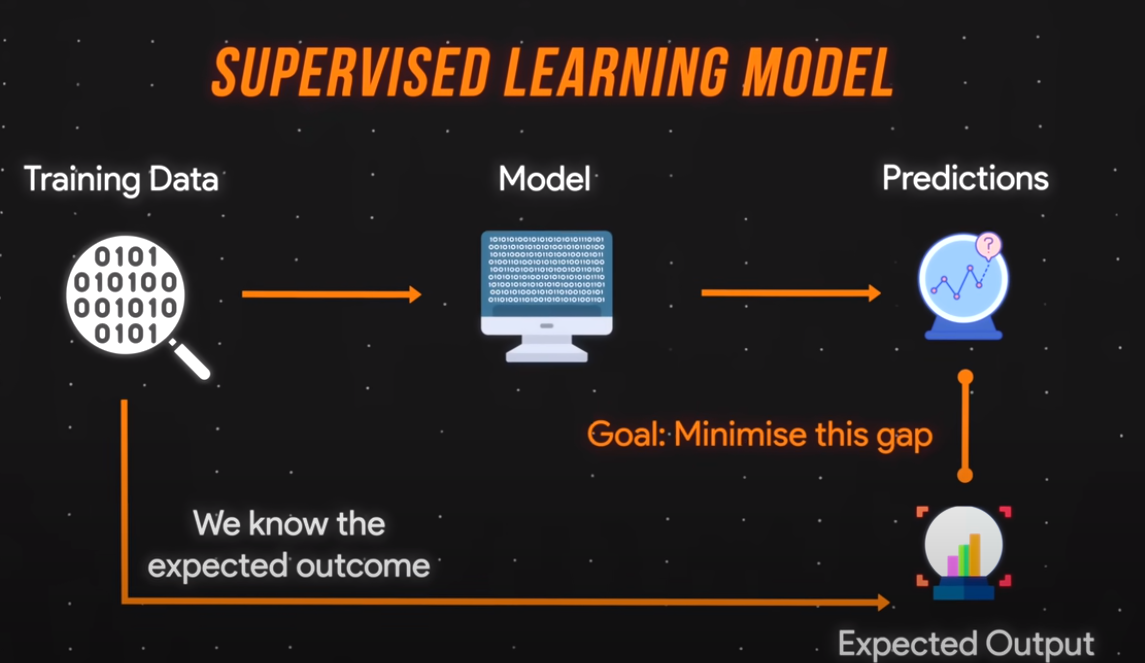 SUPERVISED LEARNING MODEL
Training Data
Model
Predictions
0101
010100
001010
0101
?
Goal: Minimise this gap
We know the
expected outcome
Expected Output